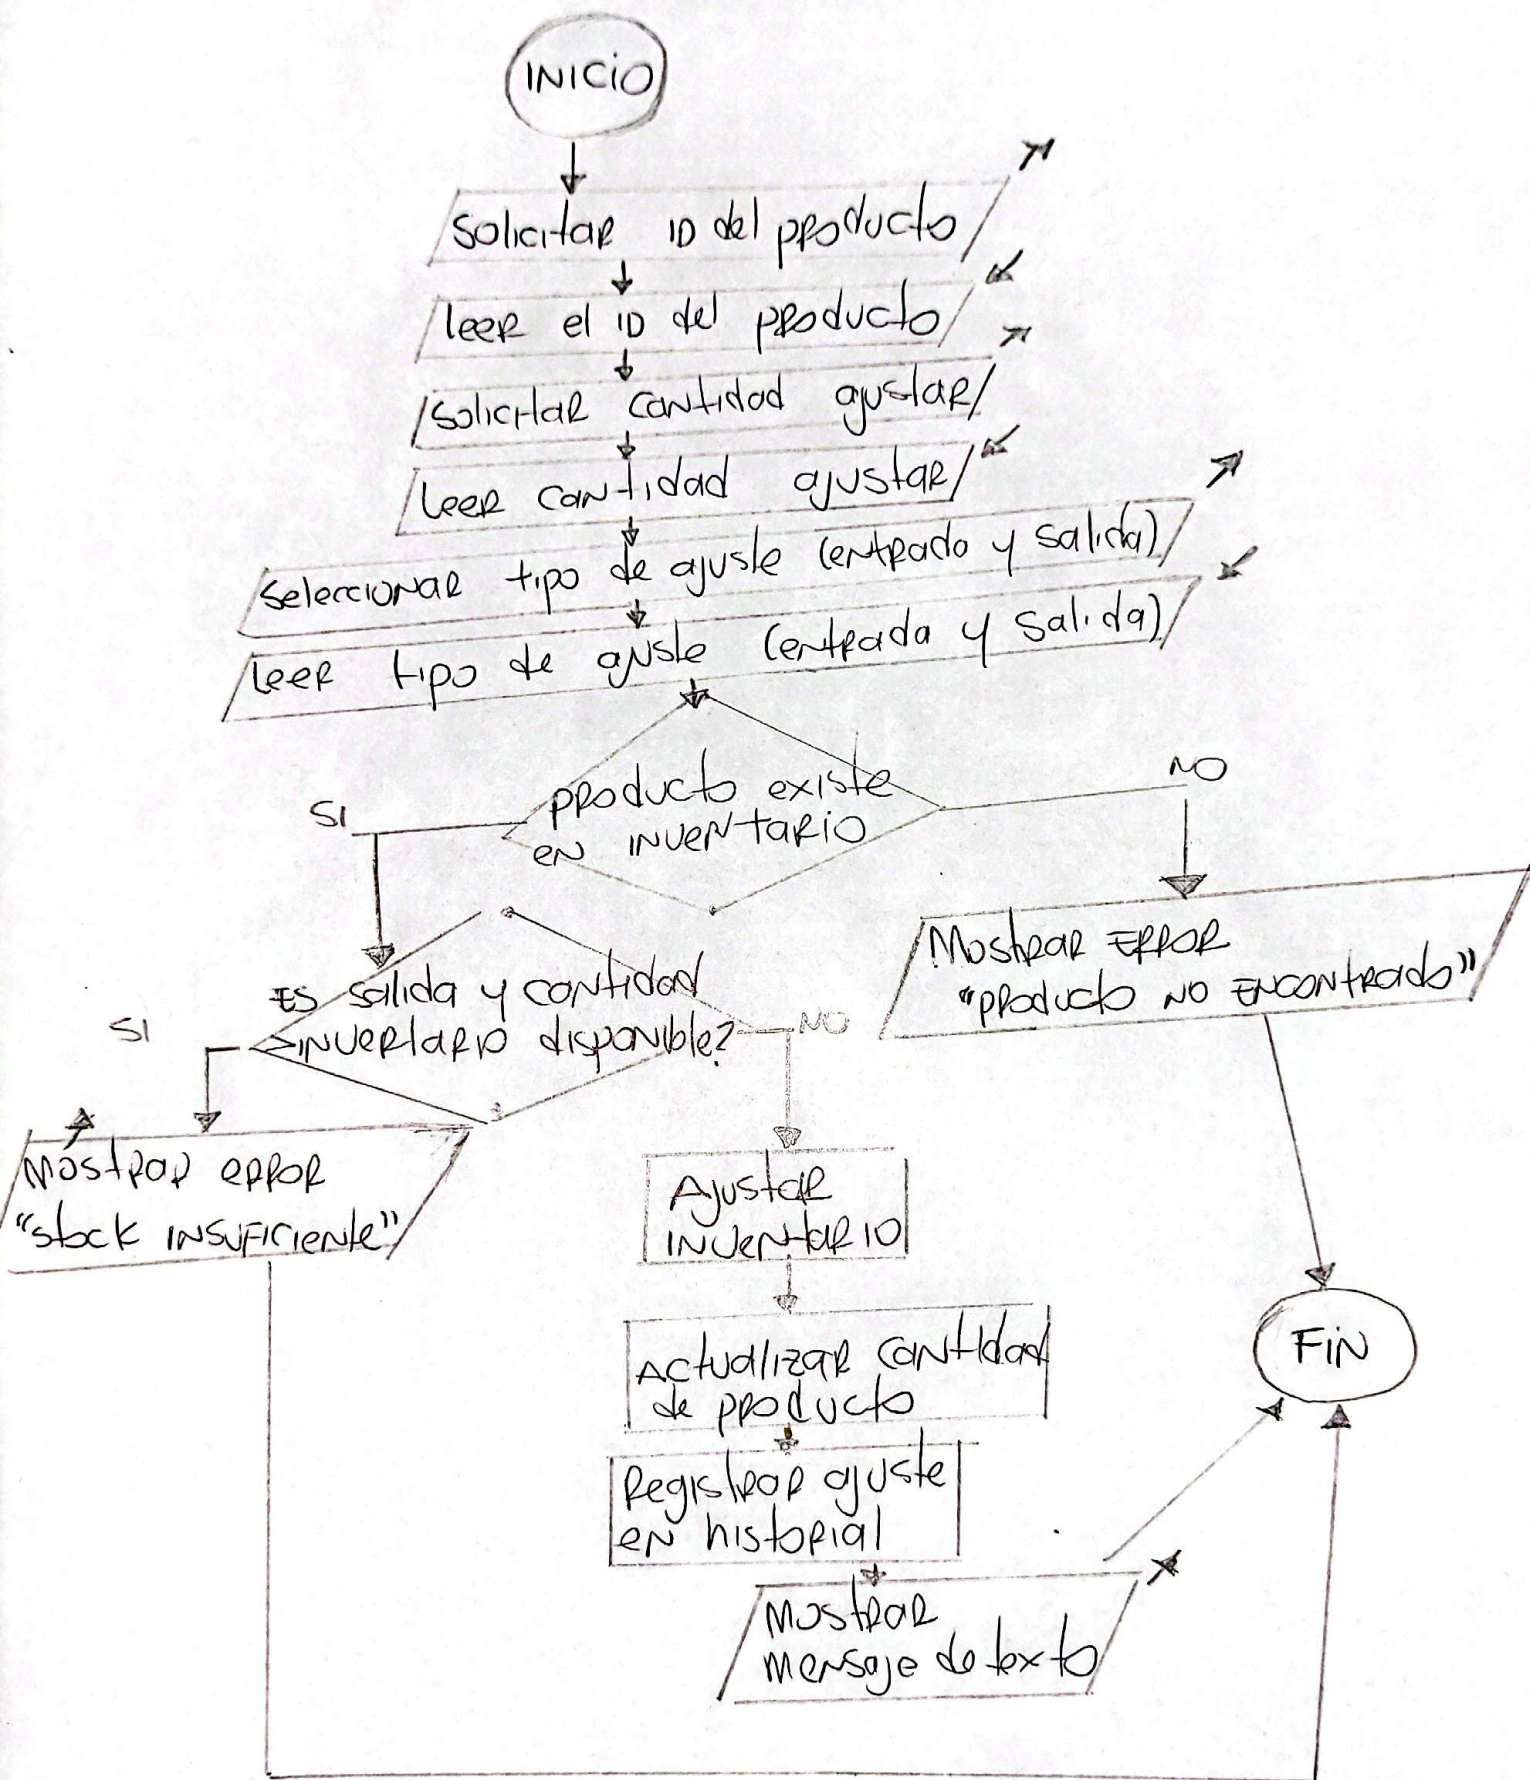 INICIO
Solicitar ID del producto
leer el ID del producto
Solicitar cantidad ajustar
Leer cantidad ajustar
Seleccionar tipo de ajuste (entrada y salida)
Leer tipo de ajuste (entrada y salida)
SI
producto existe
en inventario
NO
Mostrar ERROR
"producto NO ENCONTRADO"
SI
ES salida y cantidad
>inventario disponible?
NO
Mostrar error
"stock insuficiente"
Ajustar
inventario
Actualizar cantidad
de producto
Registrar ajuste
en historial
Mostrar
mensaje de texto
FIN